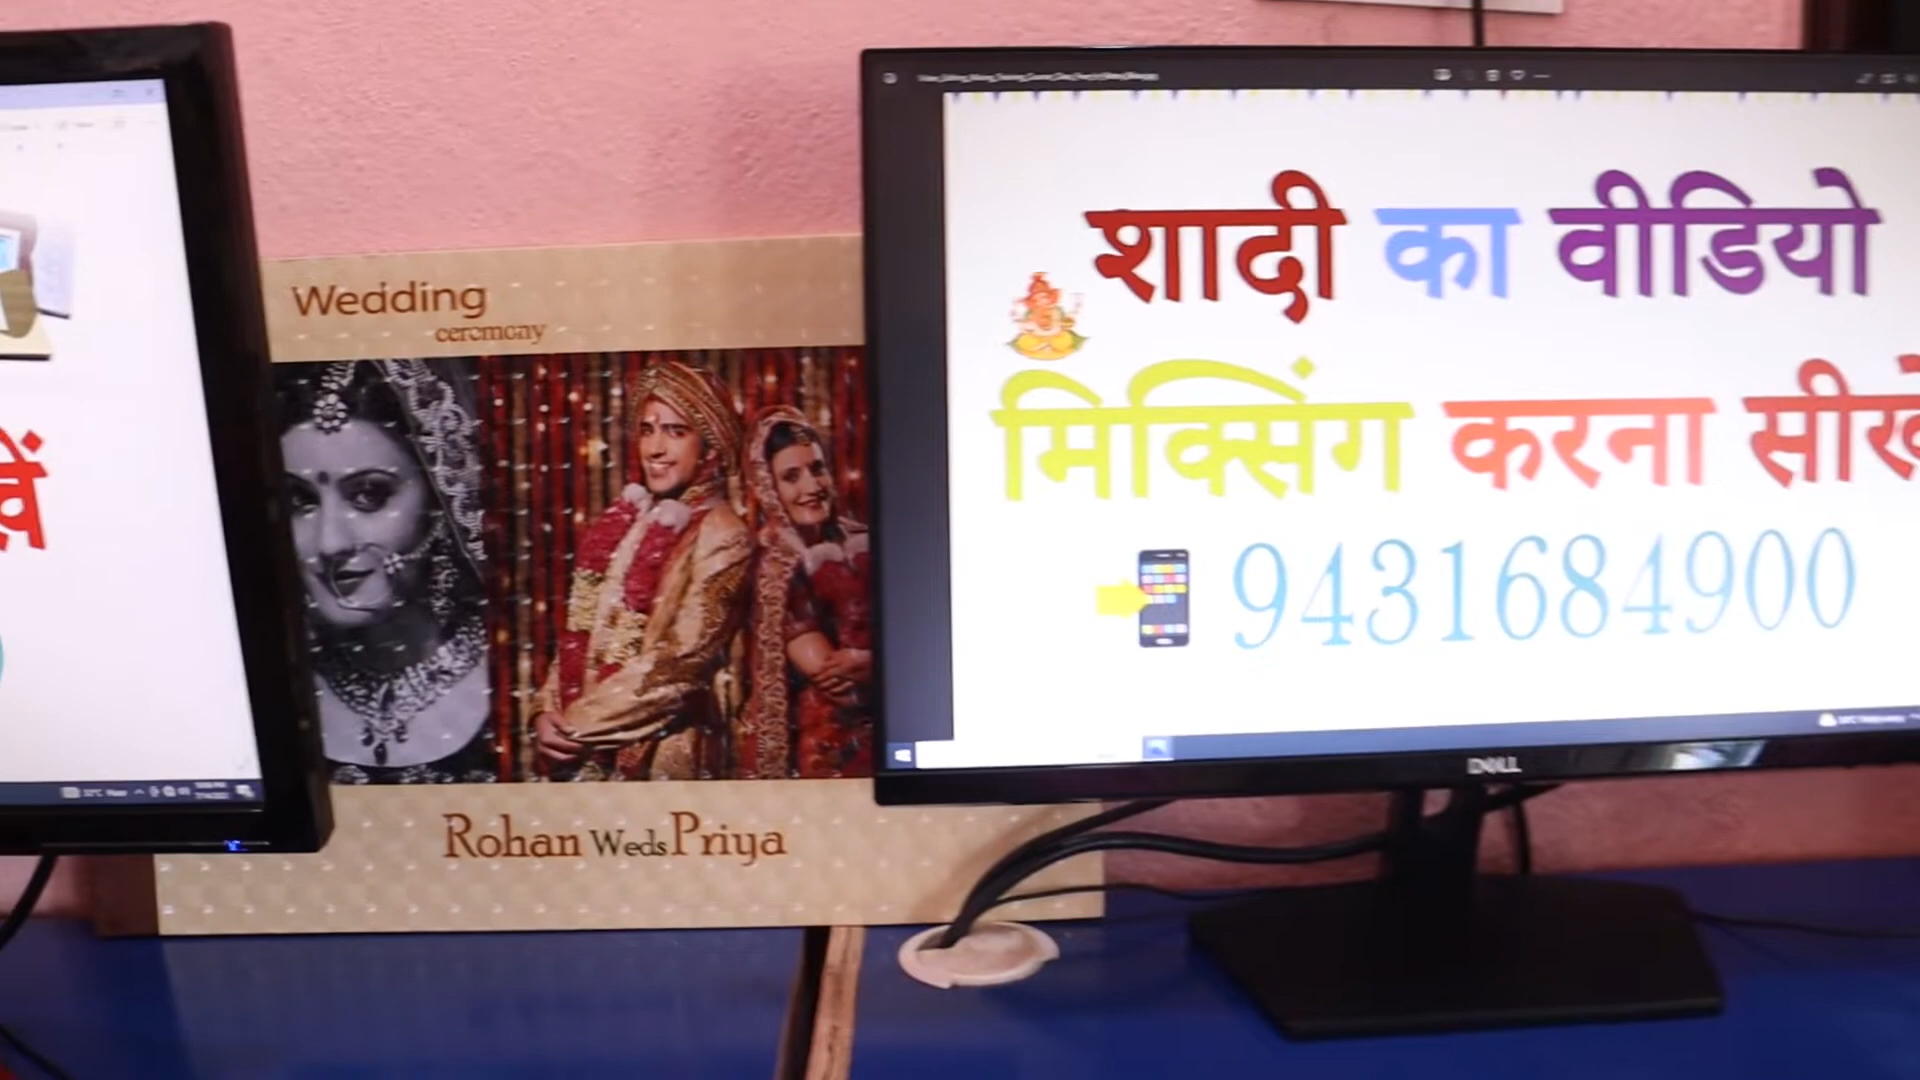 Wedding
ceremony
Rohan Weds Priya
शादी का वीडियो
मिक्सिंग करना
9431684900
DELL